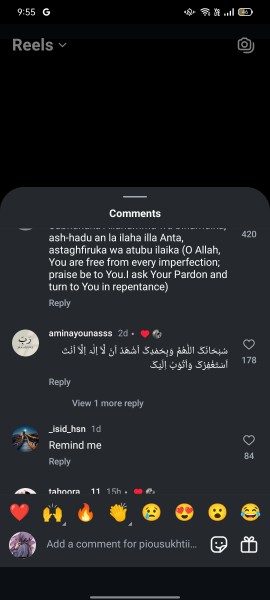 9:55 G
Reels
Comments
ash-hadu an la ilaha illa Anta,
astaghfiruka wa atubu ilaika (O Allah,
You are free from every imperfection;
praise be to You.I ask Your Pardon and
turn to You in repentance)
420
Reply
aminayounasss 2d
سُبْحَانَكَ اللّٰهُمَّ وَبِحَمْدِكَ أَشْهَدُ أَنْ لَّا إِلٰهَ إِلَّا أَنْتَ
أَسْتَغْفِرُكَ وَأَتُوْبُ إِلَيْكَ
178
Reply
View 1 more reply
_isid_hsn 1d
Remind me
84
Reply
tahoora__11 15h
Add a comment for piousukhtii...